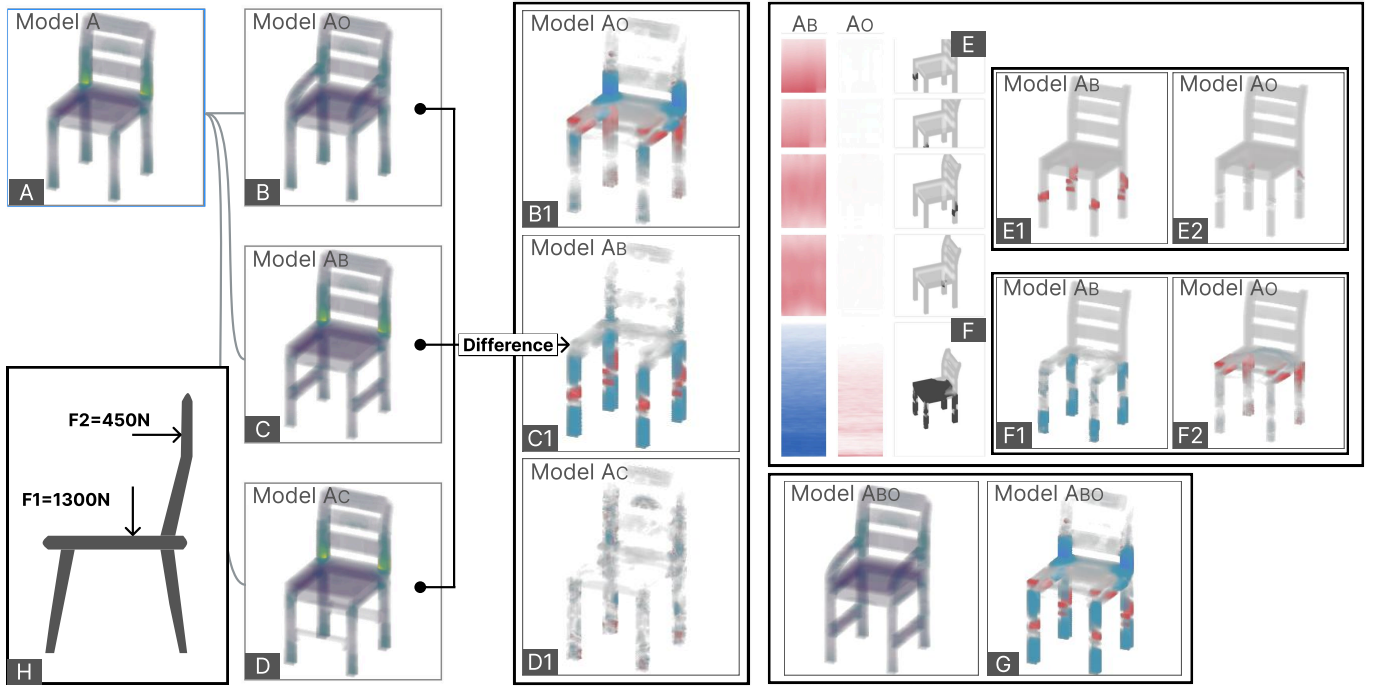 Model A
A
Model AO
B
Model AB
C
Model AC
D
F2=450N
F1=1300N
H
Difference
Model AO
B1
Model AB
C1
Model AC
D1
AB
AO
E
F
Model AB
E1
Model AO
E2
Model AB
F1
Model AO
F2
Model ABO
Model ABO
G